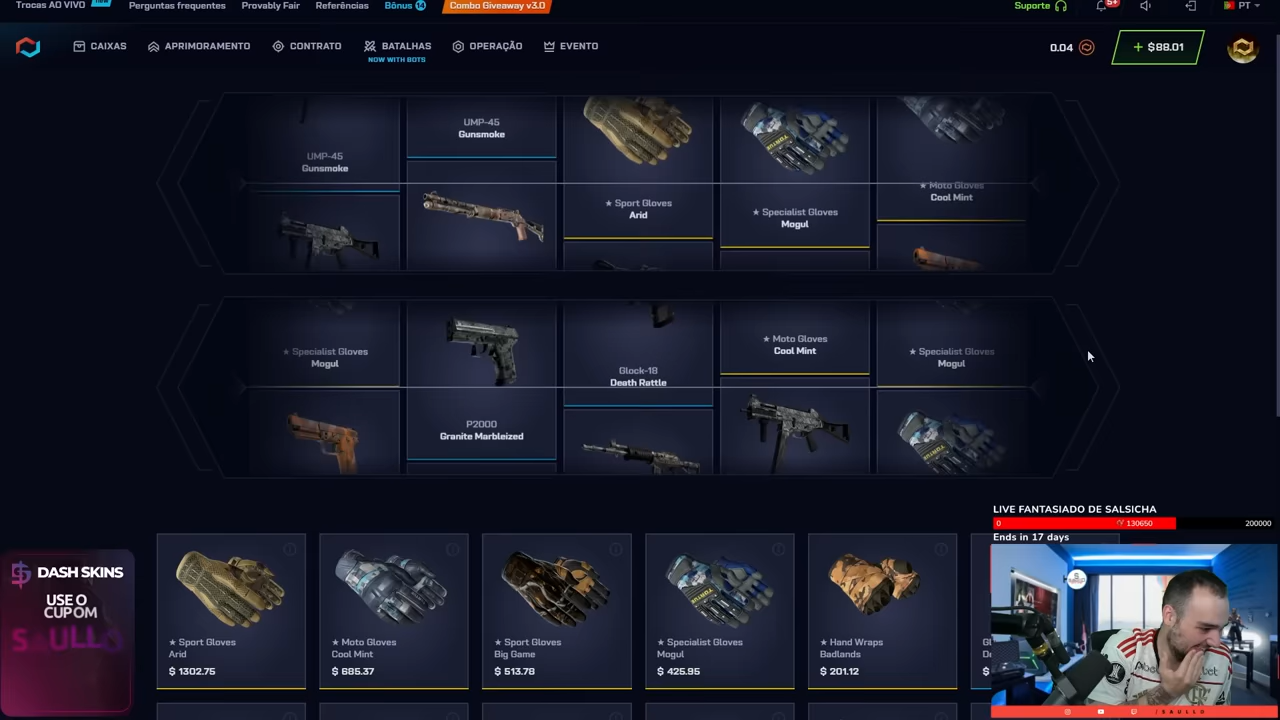 Trocas AO VIVO
Perguntas frequentes
Provably Fair
Referências
Bônus 14
Combo Giveaway v3.0
Suporte
5+
PT
CAIXAS
APRIMORAMENTO
CONTRATO
BATALHAS
NOW WITH BOTS
OPERAÇÃO
EVENTO
0.04
+ $88.01
UMP-45
Gunsmoke
UMP-45
Gunsmoke
★ Sport Gloves
Arid
★ Specialist Gloves
Mogul
★ Moto Gloves
Cool Mint
★ Specialist Gloves
Mogul
P2000
Granite Marbleized
Glock-18
Death Rattle
★ Moto Gloves
Cool Mint
★ Specialist Gloves
Mogul
★ Sport Gloves
Arid
$ 1302.75
★ Moto Gloves
Cool Mint
$ 685.37
★ Sport Gloves
Big Game
$ 513.78
★ Specialist Gloves
Mogul
$ 425.95
★ Hand Wraps
Badlands
$ 201.12
DASH SKINS
USE O
CUPOM
SAULLO
LIVE FANTASIADO DE SALSICHA
0
130650
200000
Ends in 17 days
/SAULLO